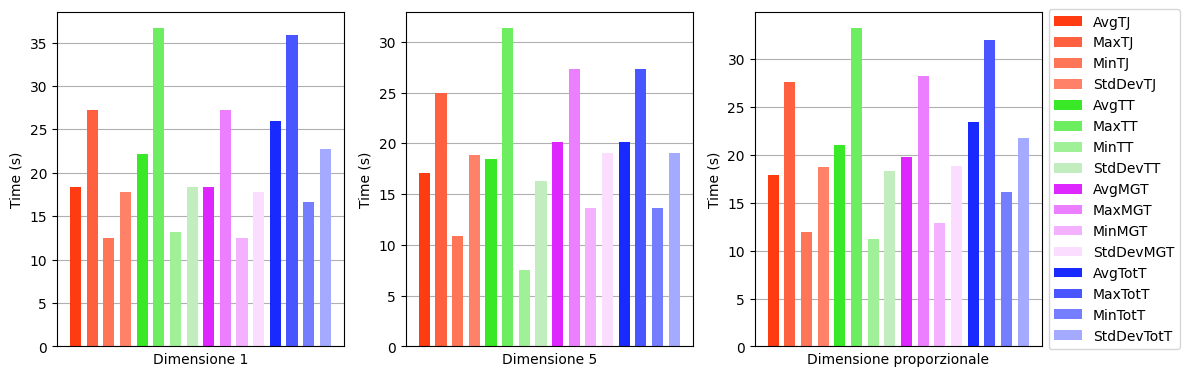 Time (s)
35
30
25
20
15
10
5
0
Dimensione 1
Time (s)
30
25
20
15
10
5
0
Dimensione 5
Time (s)
30
25
20
15
10
5
0
Dimensione proporzionale
AvgTJ
MaxTJ
MinTJ
StdDevTJ
AvgTT
MaxTT
MinTT
StdDevTT
AvgMGT
MaxMGT
MinMGT
StdDevMGT
AvgTotT
MaxTotT
MinTotT
StdDevTotT